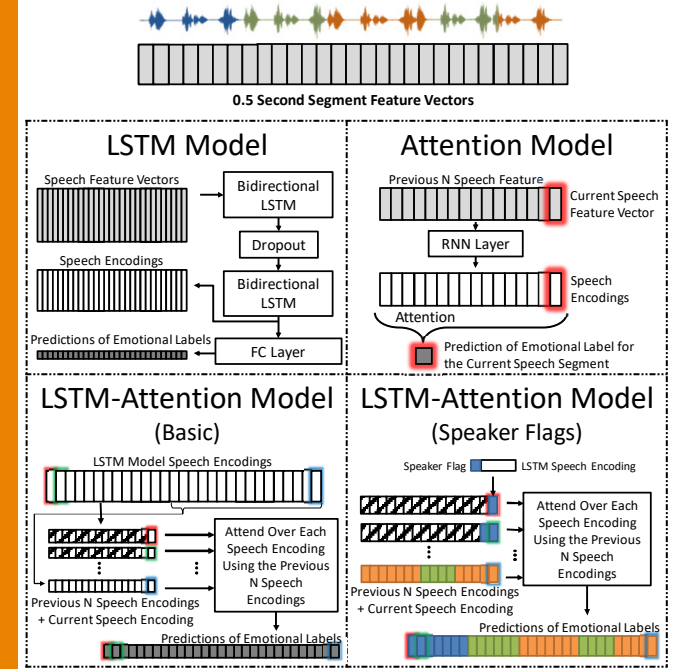 0.5 Second Segment Feature Vectors
LSTM Model
Speech Feature Vectors
Bidirectional
LSTM
Dropout
Speech Encodings
Bidirectional
LSTM
Predictions of Emotional Labels
FC Layer
Attention Model
Previous N Speech Feature
Current Speech
Feature Vector
RNN Layer
Speech
Encodings
Attention
Prediction of Emotional Label for
the Current Speech Segment
LSTM-Attention Model
(Basic)
LSTM Model Speech Encodings
Attend Over Each
Speech Encoding
Using the Previous
N Speech
Encodings
Previous N Speech Encodings
+ Current Speech Encoding
Predictions of Emotional Labels
LSTM-Attention Model
(Speaker Flags)
Speaker Flag
LSTM Speech Encoding
Attend Over Each
Speech Encoding
Using the Previous
N Speech
Encodings
Previous N Speech Encodings
+ Current Speech Encoding
Predictions of Emotional Labels